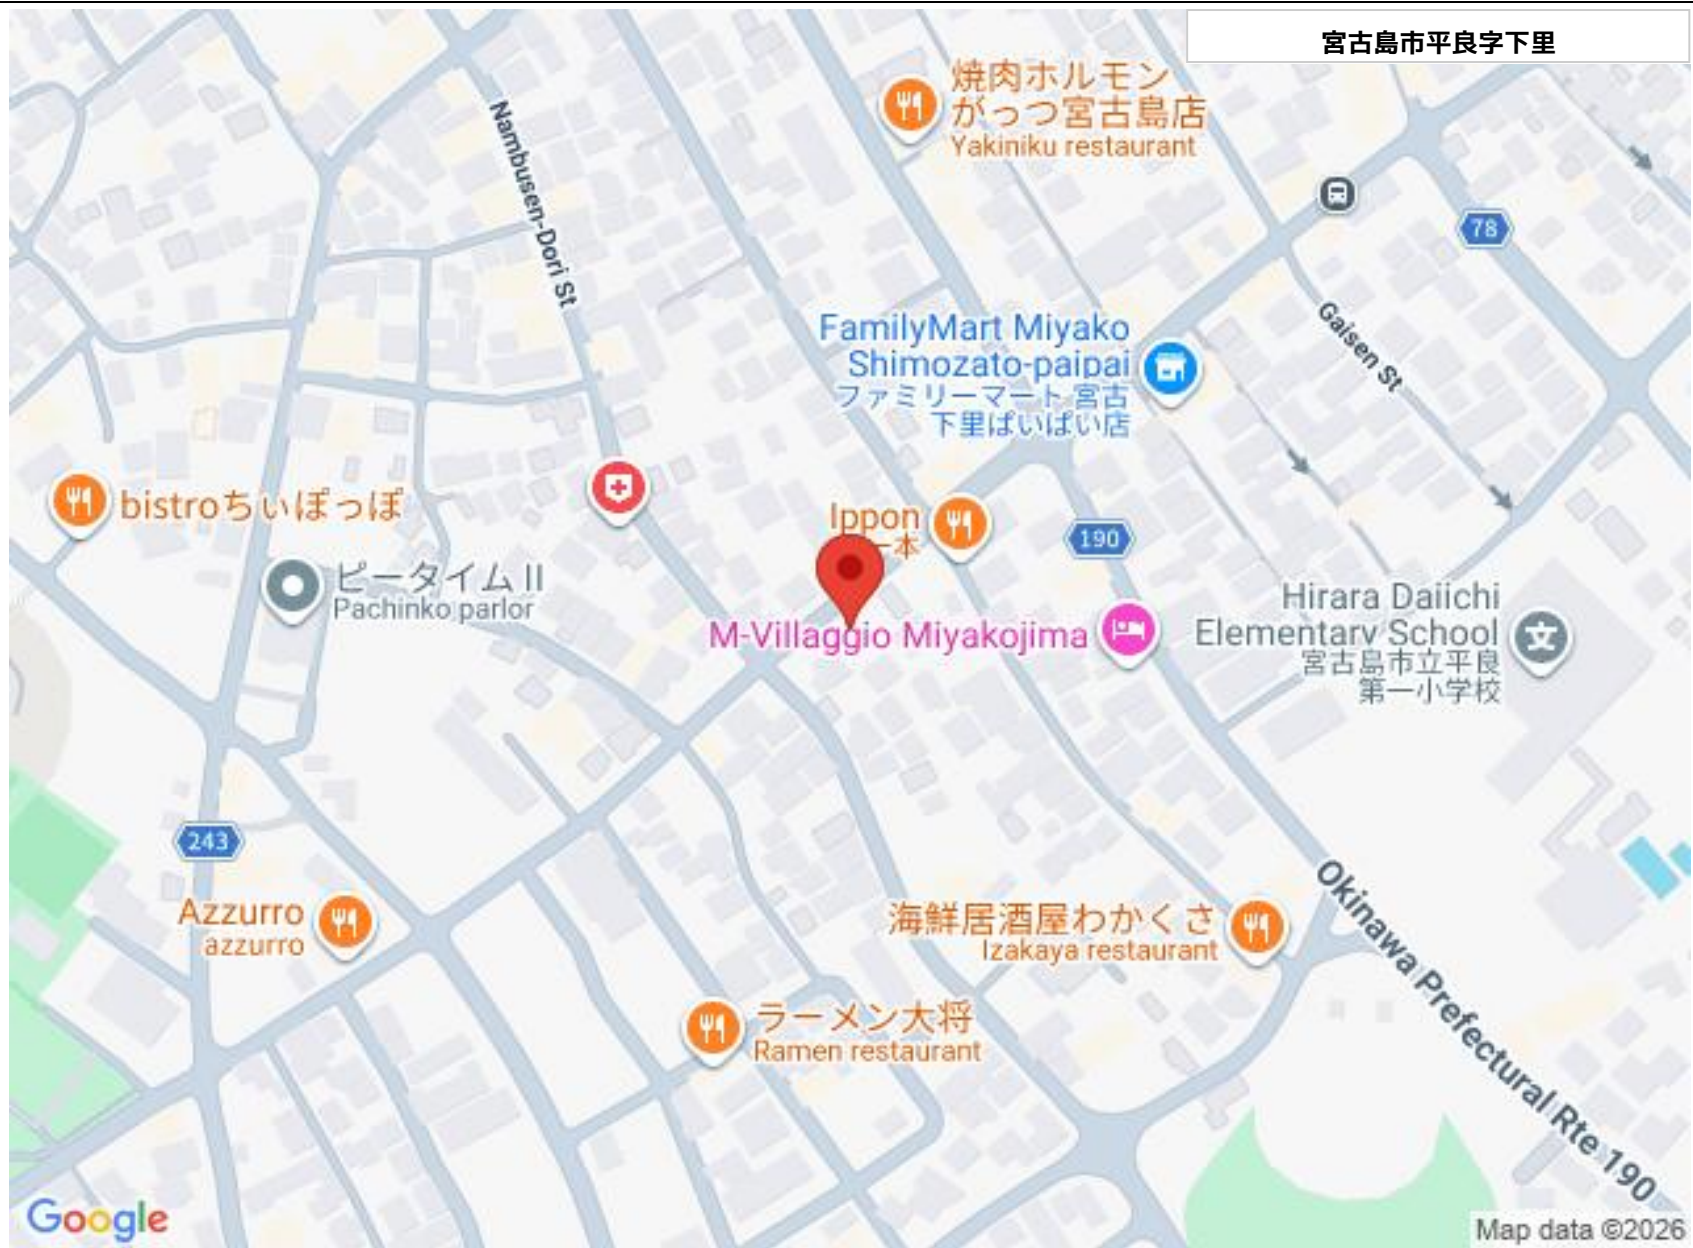 宮古島市平良字下里
焼肉ホルモン
がっつ宮古島店
Yakiniku restaurant
Nambusen-Dori St
78
Gaisen St
FamilyMart Miyako
Shimozato-paipai
ファミリーマート 宮古
下里ぱいぱい店
bistroちぃぽっぽ
Ippon
一本
190
ピータイム II
Pachinko parlor
M-Villaggio Miyakojima
Hirara Daiichi
Elementary School
宮古島市立平良
第一小学校
243
Azzurro
azzurro
海鮮居酒屋わかくさ
Izakaya restaurant
Okinawa Prefectural Rte 190
ラーメン大将
Ramen restaurant
Google
Map data ©2026